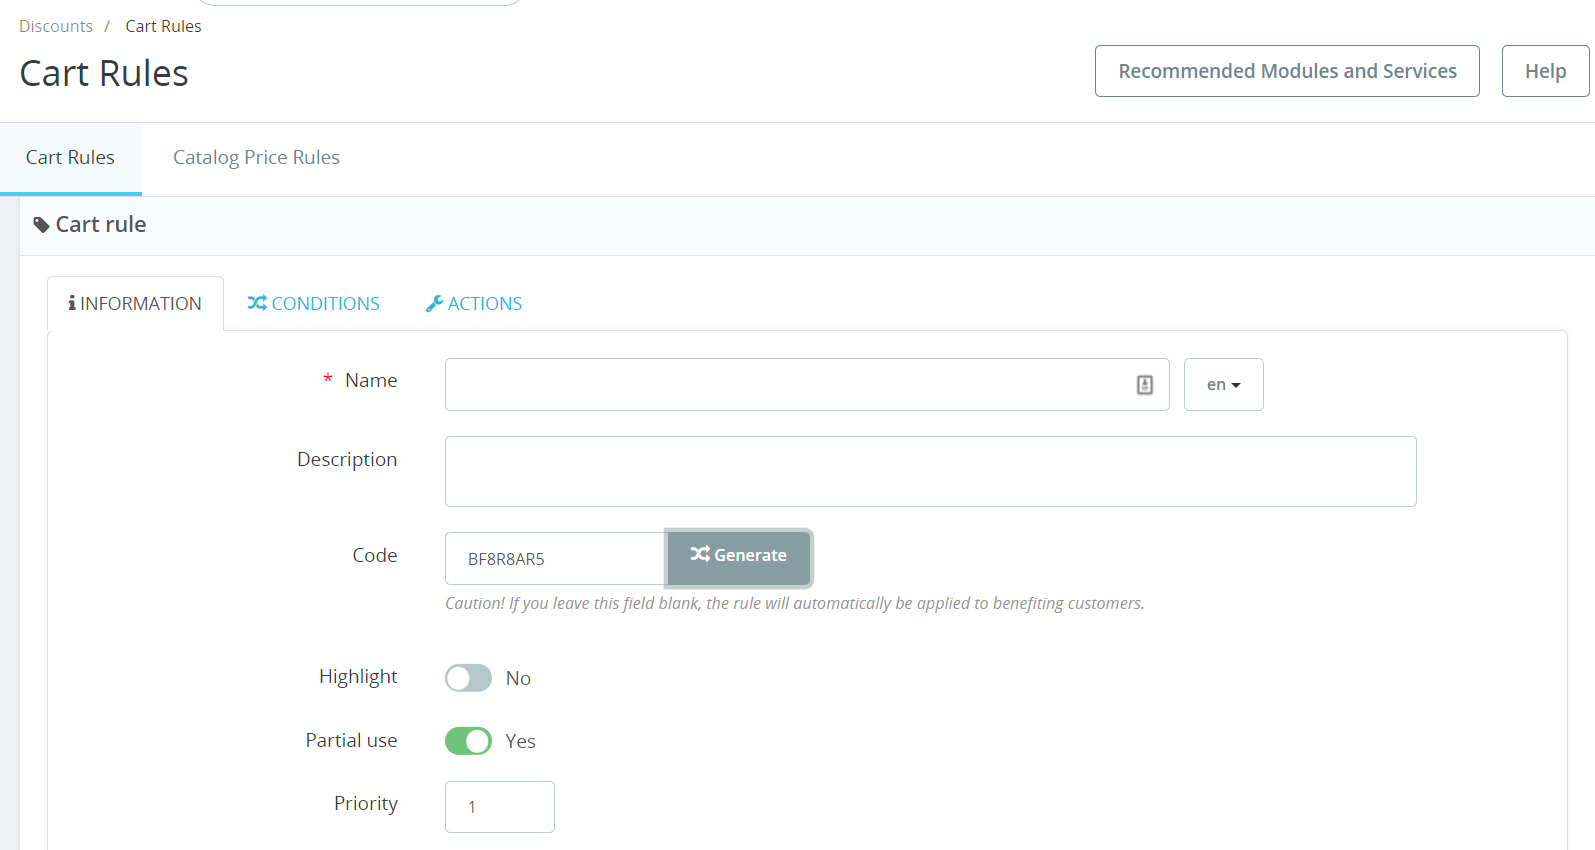 Discounts / Cart Rules
Cart Rules
Recommended Modules and Services
Help
Cart Rules
Catalog Price Rules
Cart rule
INFORMATION
CONDITIONS
ACTIONS
* Name
en
Description
Code
BF8R8AR5
Generate
Caution! If you leave this field blank, the rule will automatically be applied to benefiting customers.
Highlight
No
Partial use
Yes
Priority
1